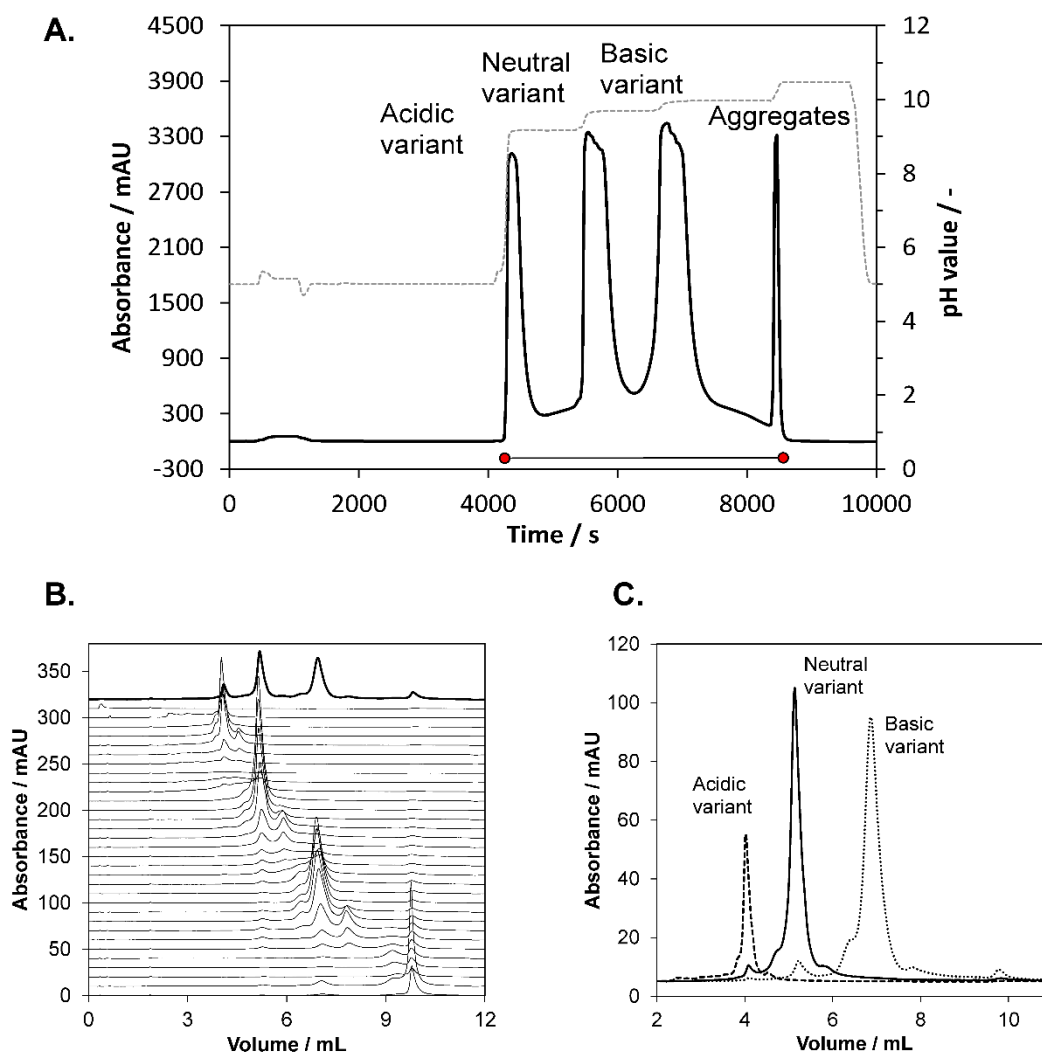 A.
4500
3900
3300
2700
2100
1500
900
300
-300
Absorbance / mAU
Acidic
variant
Neutral
variant
Basic
variant
Aggregates
12
10
8
6
4
2
0
pH value / -
0 2000 4000 6000 8000 10000
Time / s
B.
350
300
250
200
150
100
50
0
Absorbance / mAU
0 3 6 9 12
Volume / mL
C.
120
100
80
60
40
20
0
Absorbance / mAU
Acidic
variant
Neutral
variant
Basic
variant
2 4 6 8 10
Volume / mL